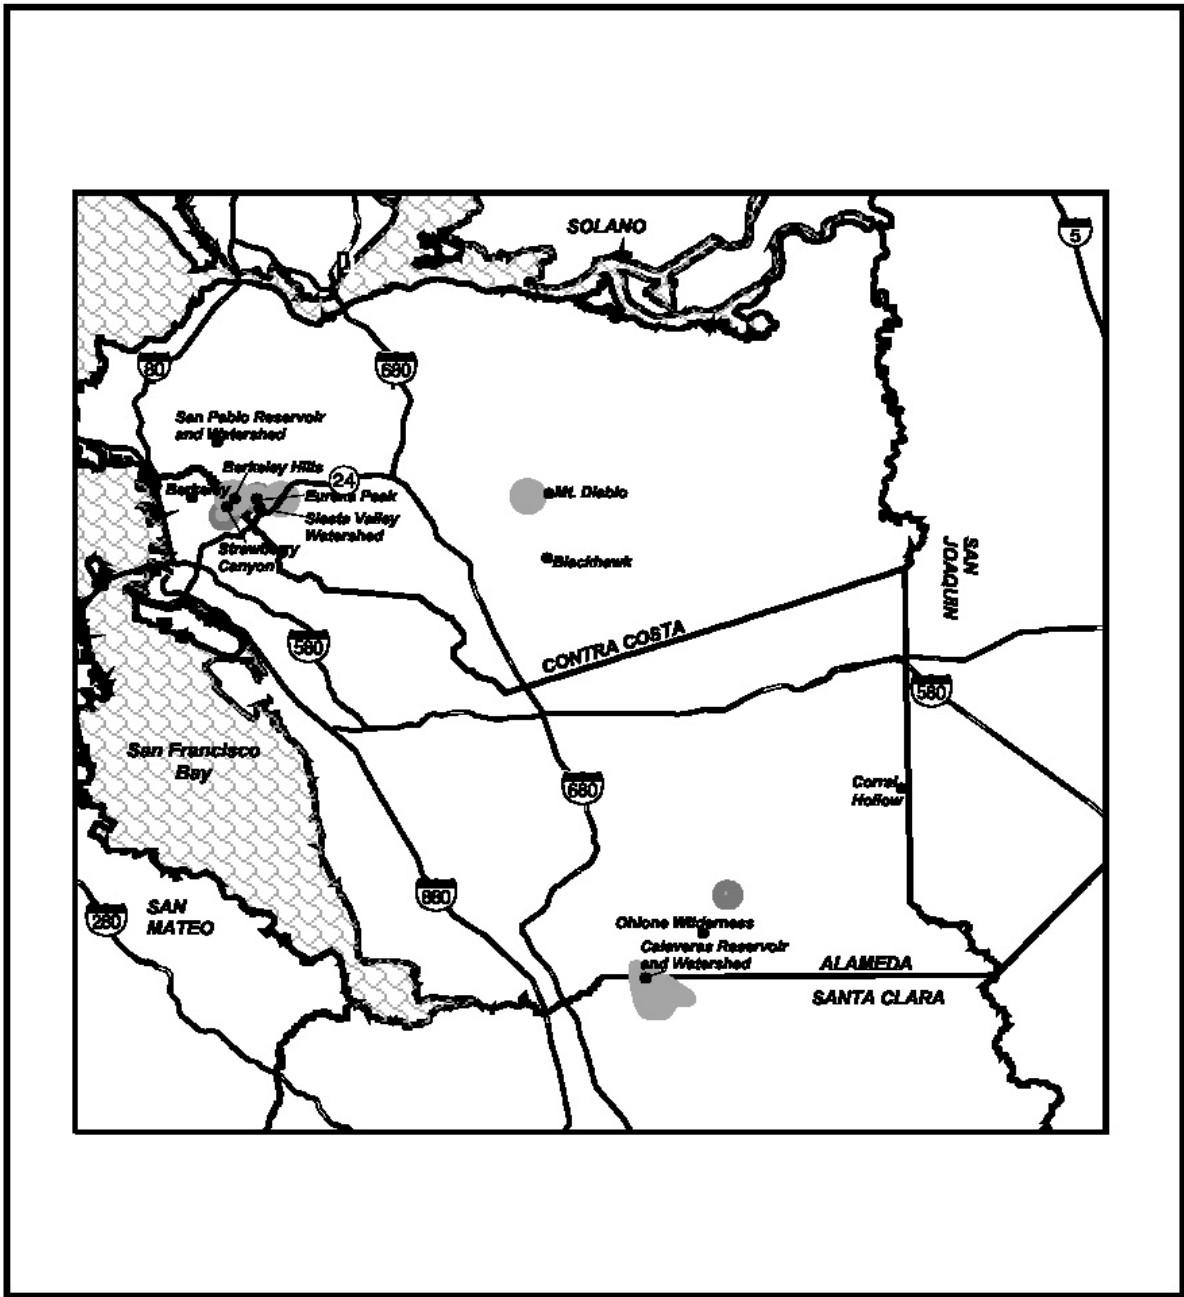 SOLANO
5
80
680
San Pablo Reservoir
and Watershed
Berkeley Hills
24
Berkeley
Eureka Peak
Mt. Diablo
Siesta Valley
Watershed
Strawberry
Canyon
Blackhawk
SAN
JOAQUIN
CONTRA COSTA
580
580
San Francisco
Bay
680
Corral
Hollow
880
SAN
MATEO
280
Ohlone Wilderness
Calaveras Reservoir
and Watershed
ALAMEDA
SANTA CLARA